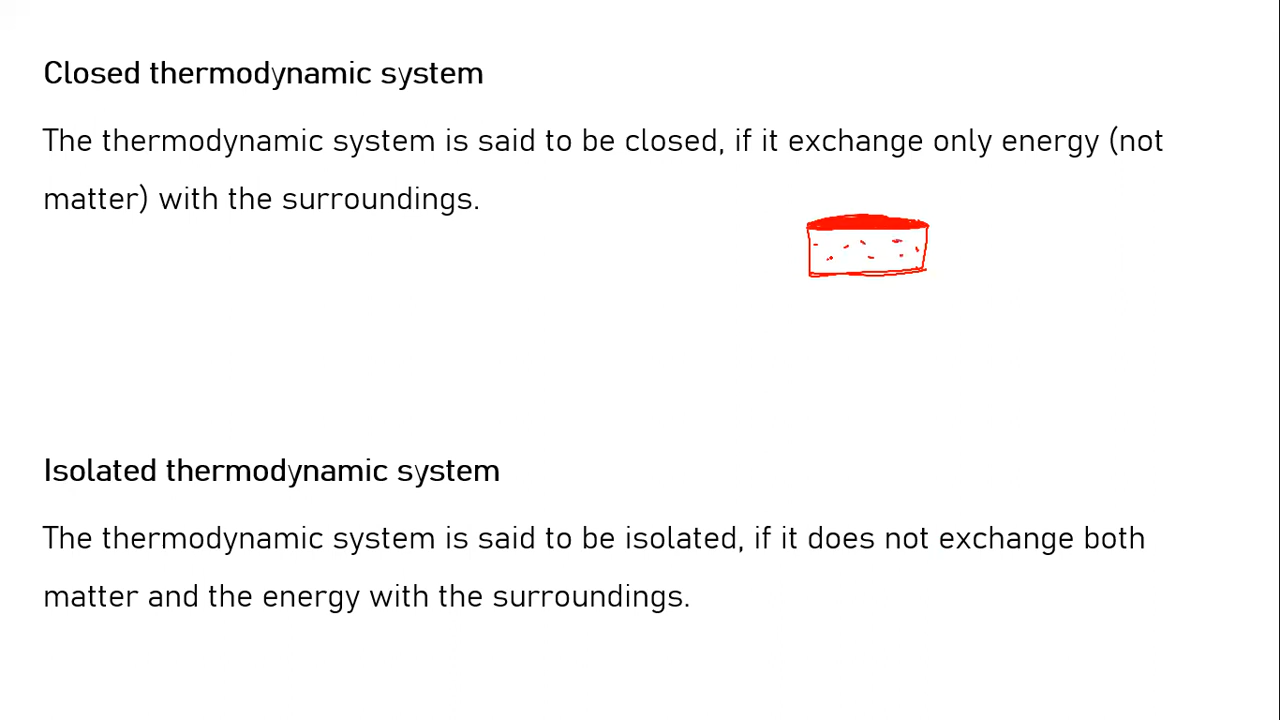 Closed thermodynamic system
The thermodynamic system is said to be closed, if it exchange only energy (not
matter) with the surroundings.
Isolated thermodynamic system
The thermodynamic system is said to be isolated, if it does not exchange both
matter and the energy with the surroundings.